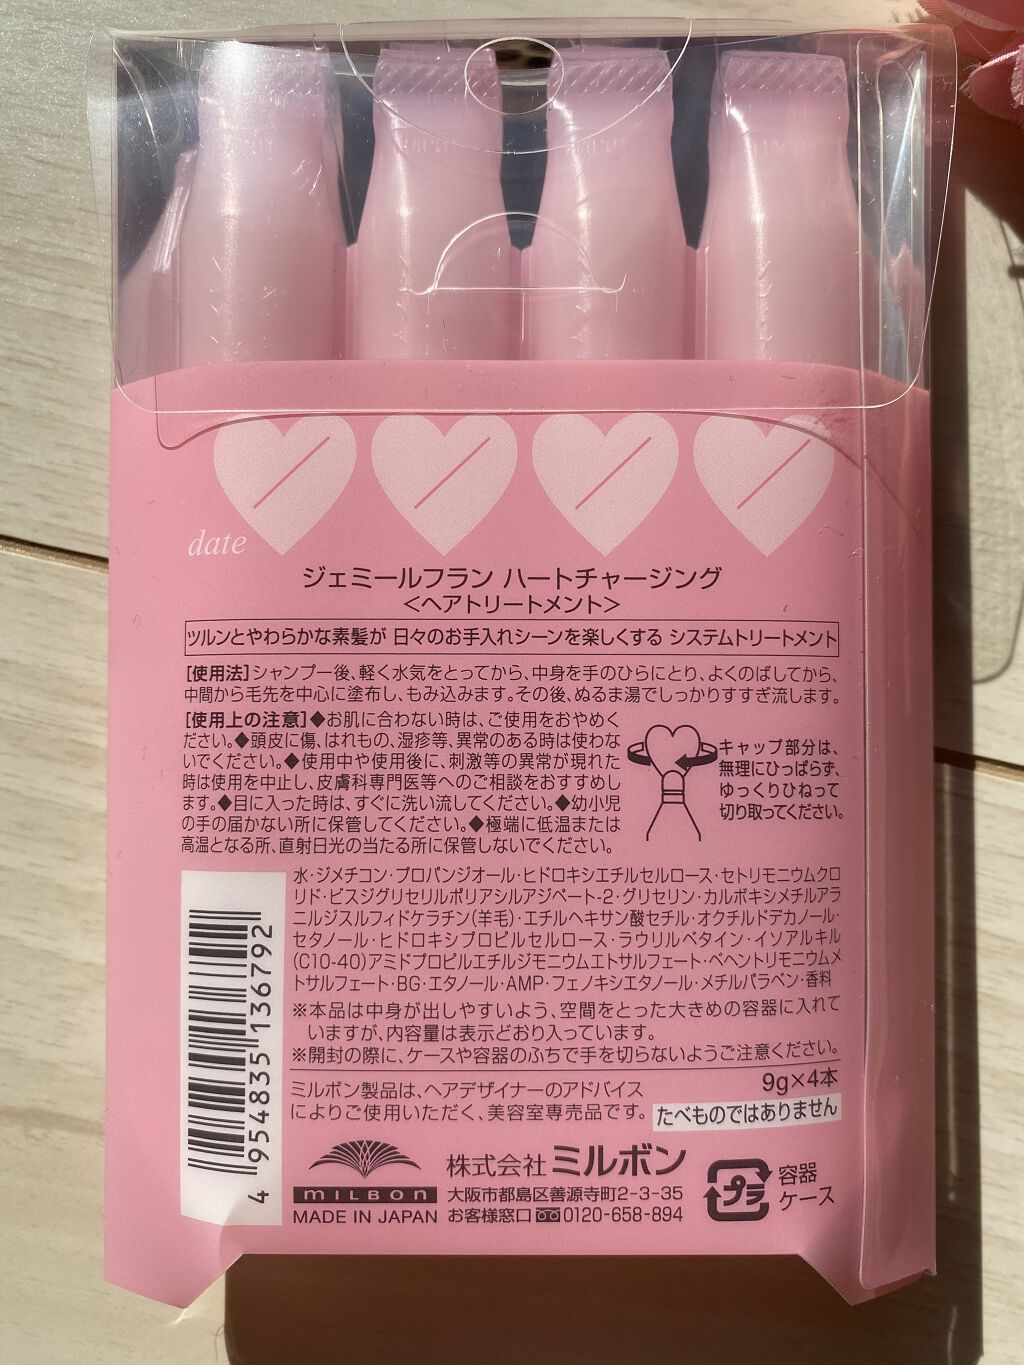 date
ジェミールフラン ハートチャージング
<ヘアトリートメント>
ツルンとやわらかな素髪が 日々のお手入れシーンを楽しくする システムトリートメント
[使用法]シャンプー後、軽く水気をとってから、中身を手のひらにとり、よくのばしてから、
中間から毛先を中心に塗布し、もみ込みます。その後、ぬるま湯でしっかりすすぎ流します。
[使用上の注意]◆お肌に合わない時は、ご使用をおやめく
ださい。◆頭皮に傷、はれもの、湿疹等、異常のある時は使わな
いでください。◆使用中や使用後に、刺激等の異常が現れた
時は使用を中止し、皮膚科専門医等へのご相談をおすすめし
ます。◆目に入った時は、すぐに洗い流してください。◆幼小児
の手の届かない所に保管してください。◆極端に低温または
高温となる所、直射日光の当たる所に保管しないでください。
キャップ部分は、
無理にひっぱらず、
ゆっくりひねって
切り取ってください。
水・ジメチコン・プロパンジオール・ヒドロキシエチルセルロース・セトリモニウムクロ
リド・ビスジグリセリルポリアシルアジペート-2・グリセリン・カルボキシメチルアラ
ニルジスルフィドケラチン(羊毛)・エチルヘキサン酸セチル・オクチルドデカノール・
セタノール・ヒドロキシプロピルセルロース・ラウリルベタイン・イソアルキル
(C10-40)アミドプロピルエチルジモニウムエトサルフェート・ベヘントリモニウムメ
トサルフェート・BG・エタノール・AMP・フェノキシエタノール・メチルパラベン・香料
※本品は中身が出しやすいよう、空間をとった大きめの容器に入れて
いますが、内容量は表示どおり入っています。
※開封の際に、ケースや容器のふちで手を切らないようご注意ください。
9g×4本
ミルボン製品は、ヘアデザイナーのアドバイス
によりご使用いただく、美容室専売品です。
たべものではありません
4 954835 136792
MILBON
MADE IN JAPAN
株式会社 ミルボン
大阪市都島区善源寺町2-3-35
お客様窓口 0120-658-894
プラ
容器
ケース